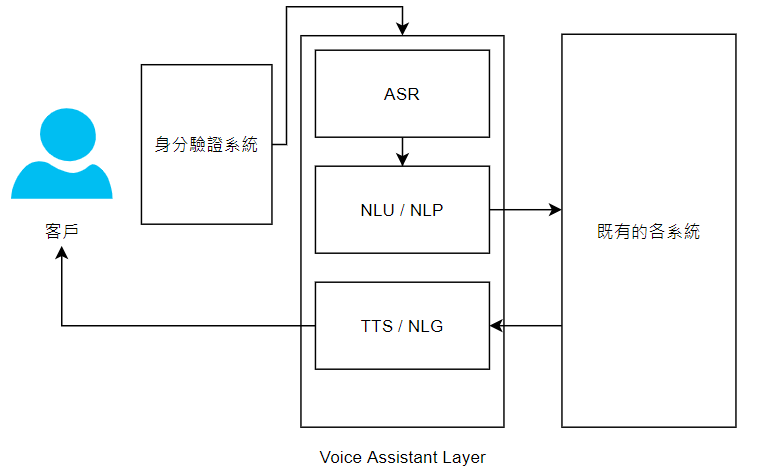 ASR
身分驗證系統
NLU / NLP
客戶
既有的各系統
TTS / NLG
Voice Assistant Layer